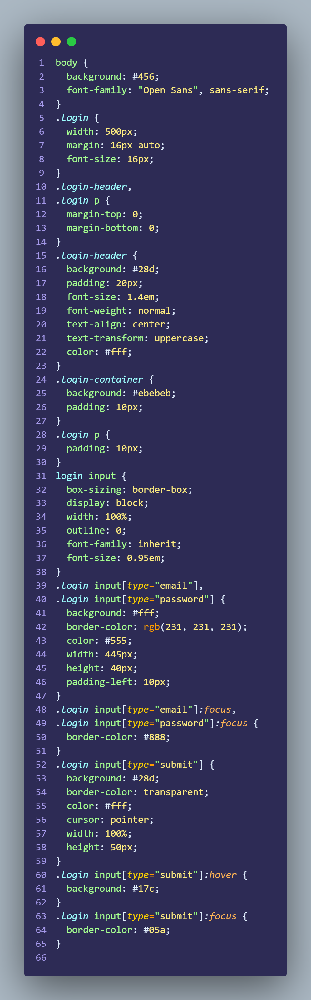 1 body {
2   background: #456;
3   font-family: "Open Sans", sans-serif;
4 }
5 .login {
6   width: 500px;
7   margin: 16px auto;
8   font-size: 16px;
9 }
10 .login-header,
11 .login p {
12   margin-top: 0;
13   margin-bottom: 0;
14 }
15 .login-header {
16   background: #28d;
17   padding: 20px;
18   font-size: 1.4em;
19   font-weight: normal;
20   text-align: center;
21   text-transform: uppercase;
22   color: #fff;
23 }
24 .login-container {
25   background: #ebebeb;
26   padding: 10px;
27 }
28 .login p {
29   padding: 10px;
30 }
31 login input {
32   box-sizing: border-box;
33   display: block;
34   width: 100%;
35   outline: 0;
36   font-family: inherit;
37   font-size: 0.95em;
38 }
39 .login input[type="email"],
40 .login input[type="password"] {
41   background: #fff;
42   border-color: rgb(231, 231, 231);
43   color: #555;
44   width: 445px;
45   height: 40px;
46   padding-left: 10px;
47 }
48 .login input[type="email"]:focus,
49 .login input[type="password"]:focus {
50   border-color: #888;
51 }
52 .login input[type="submit"] {
53   background: #28d;
54   border-color: transparent;
55   color: #fff;
56   cursor: pointer;
57   width: 100%;
58   height: 50px;
59 }
60 .login input[type="submit"]:hover {
61   background: #17c;
62 }
63 .login input[type="submit"]:focus {
64   border-color: #05a;
65 }
66